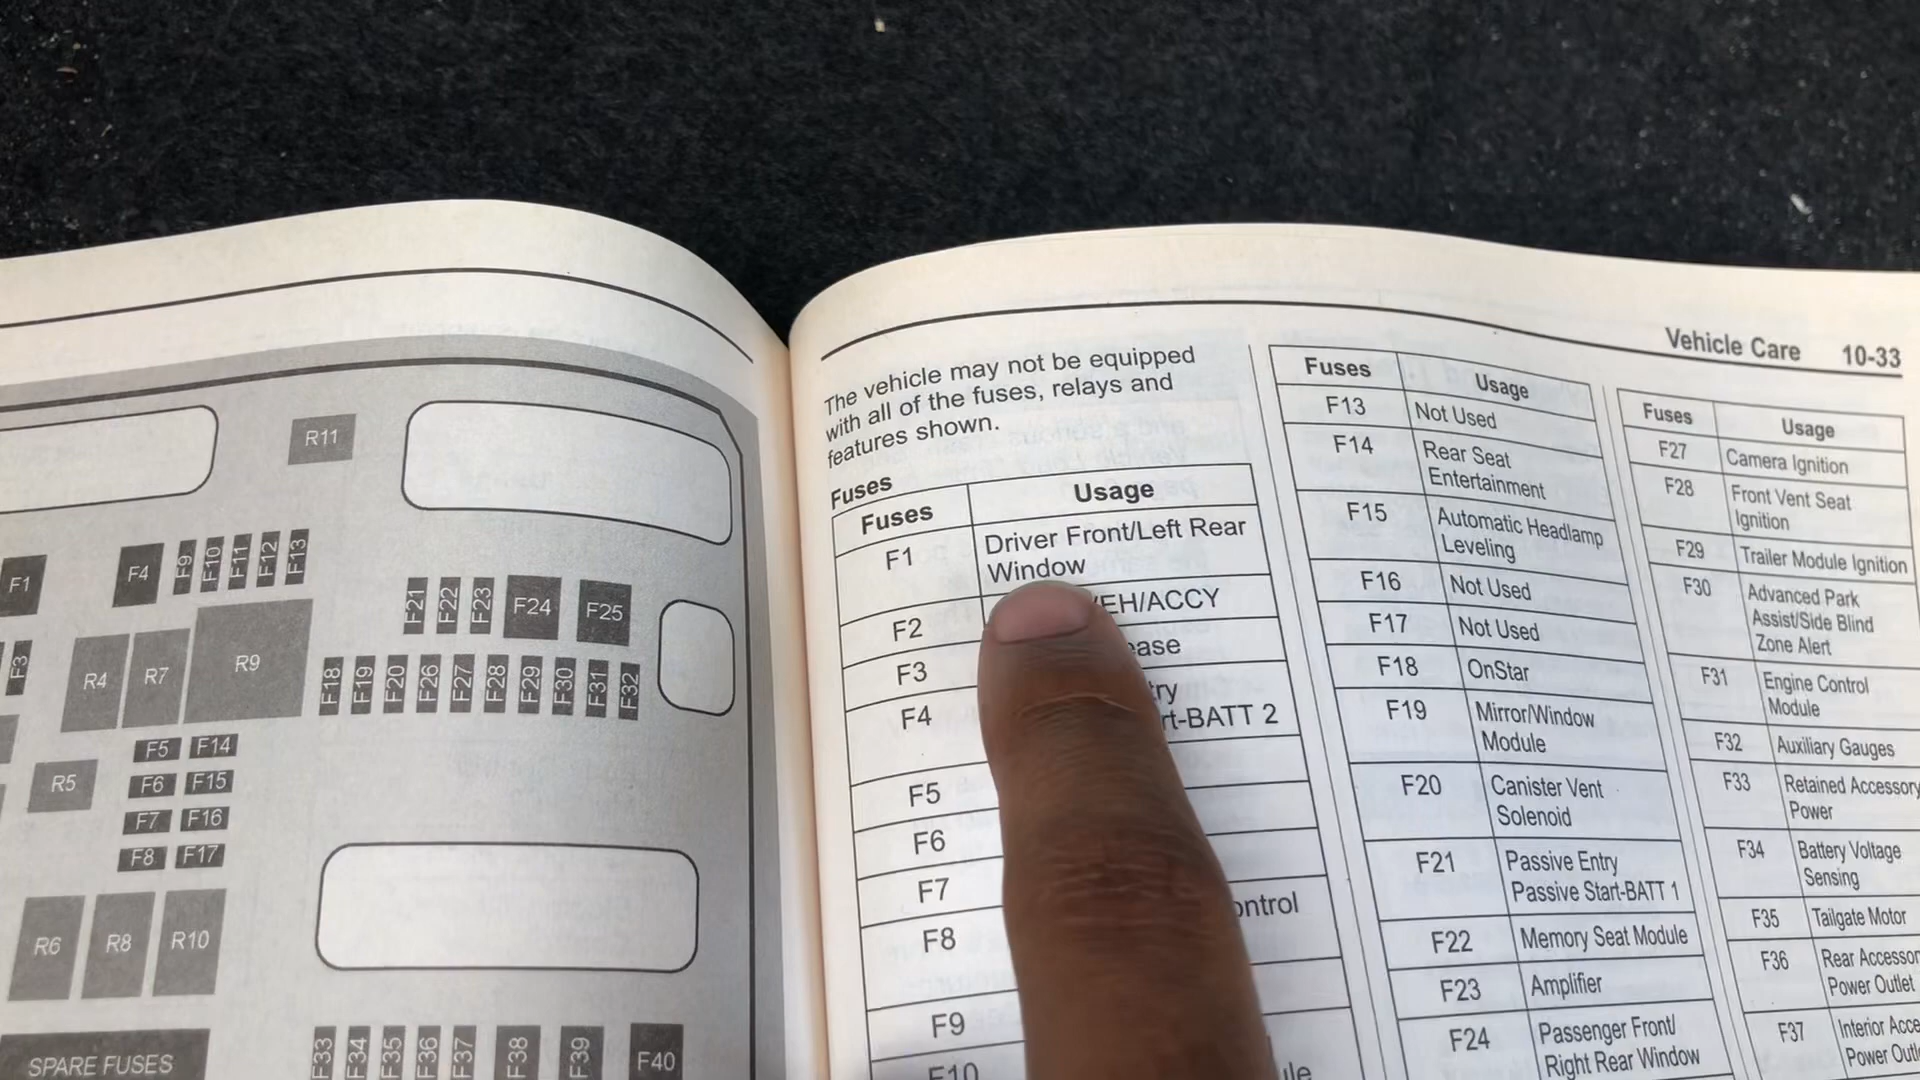 R11
F1
F4
F9
F10
F11
F12
F13
F21
F22
F23
F24
F25
F3
R4
R7
R9
F18
F19
F20
F26
F27
F28
F29
F30
F31
F32
F5 F14
R5
F6 F15
F7 F16
F8 F17
R6
R8
R10
SPARE FUSES
F33
F34
F35
F36
F37
F38
F39
F40
Vehicle Care 10-33
The vehicle may not be equipped
with all of the fuses, relays and
features shown.
Fuses
Fuses Usage
F1 Driver Front/Left Rear
Window
F2 /ACCY
F3
F4
BATT 2
F5
F6
F7
F8
F9
F10
Fuses Usage
F13 Not Used
F14 Rear Seat
Entertainment
F15 Automatic Headlamp
Leveling
F16 Not Used
F17 Not Used
F18 OnStar
F19 Mirror/Window
Module
F20 Canister Vent
Solenoid
F21 Passive Entry
Passive Start-BATT 1
F22 Memory Seat Module
F23 Amplifier
F24 Passenger Front/
Right Rear Window
Fuses Usage
F27 Camera Ignition
F28 Front Vent Seat
Ignition
F29 Trailer Module Ignition
F30 Advanced Park
Assist/Side Blind
Zone Alert
F31 Engine Control
Module
F32 Auxiliary Gauges
F33 Retained Accessory
Power
F34 Battery Voltage
Sensing
F35 Tailgate Motor
F36 Rear
Power Outlet
F37 Interior
Power